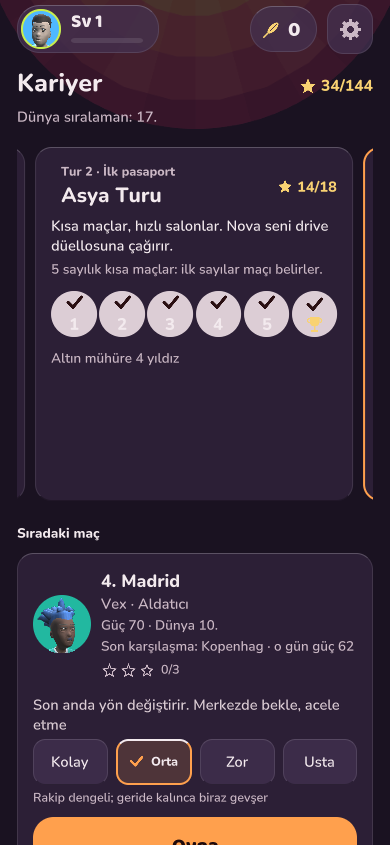 Sv 1
0
Kariyer
34/144
Dünya sıralaman: 17.
Tur 2 · İlk pasaport
Asya Turu
14/18
Kısa maçlar, hızlı salonlar. Nova seni drive
düellosuna çağırır.
5 sayılık kısa maçlar: ilk sayılar maçı belirler.
1 2 3 4 5
Altın mühüre 4 yıldız
Sıradaki maç
4. Madrid
Vex · Aldatıcı
Güç 70 · Dünya 10.
Son karşılaşma: Kopenhag · o gün güç 62
0/3
Son anda yön değiştirir. Merkezde bekle, acele
etme
Kolay Orta Zor Usta
Rakip dengeli; geride kalınca biraz gevşer